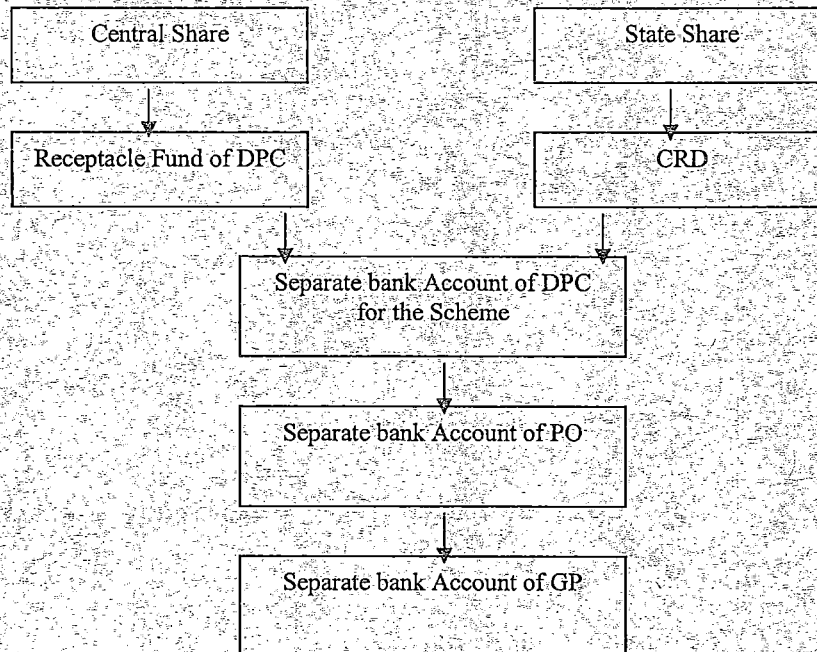 Central Share
State Share
Receptacle Fund of DPC
CRD
Separate bank Account of DPC
for the Scheme
Separate bank Account of PO
Separate bank Account of GP